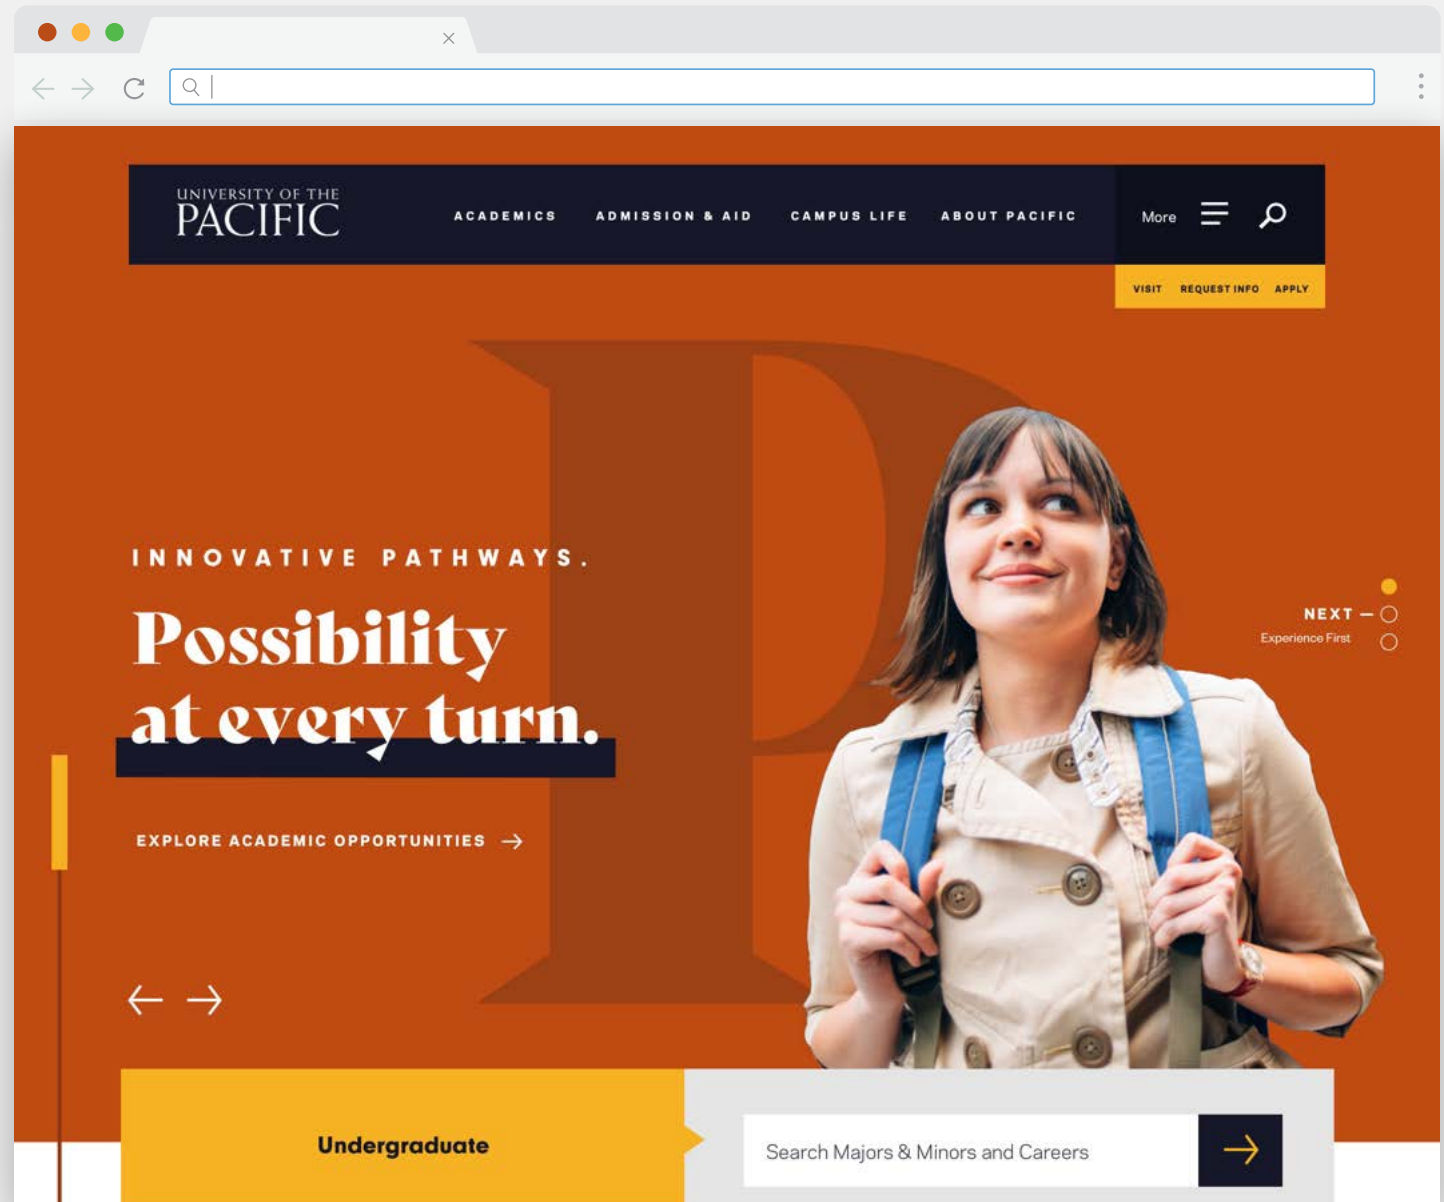 UNIVERSITY OF THE
PACIFIC
ACADEMICS ADMISSION & AID CAMPUS LIFE ABOUT PACIFIC More
VISIT REQUEST INFO APPLY
INNOVATIVE PATHWAYS.
Possibility
at every turn.
NEXT
Experience First
EXPLORE ACADEMIC OPPORTUNITIES
Undergraduate
Search Majors & Minors and Careers